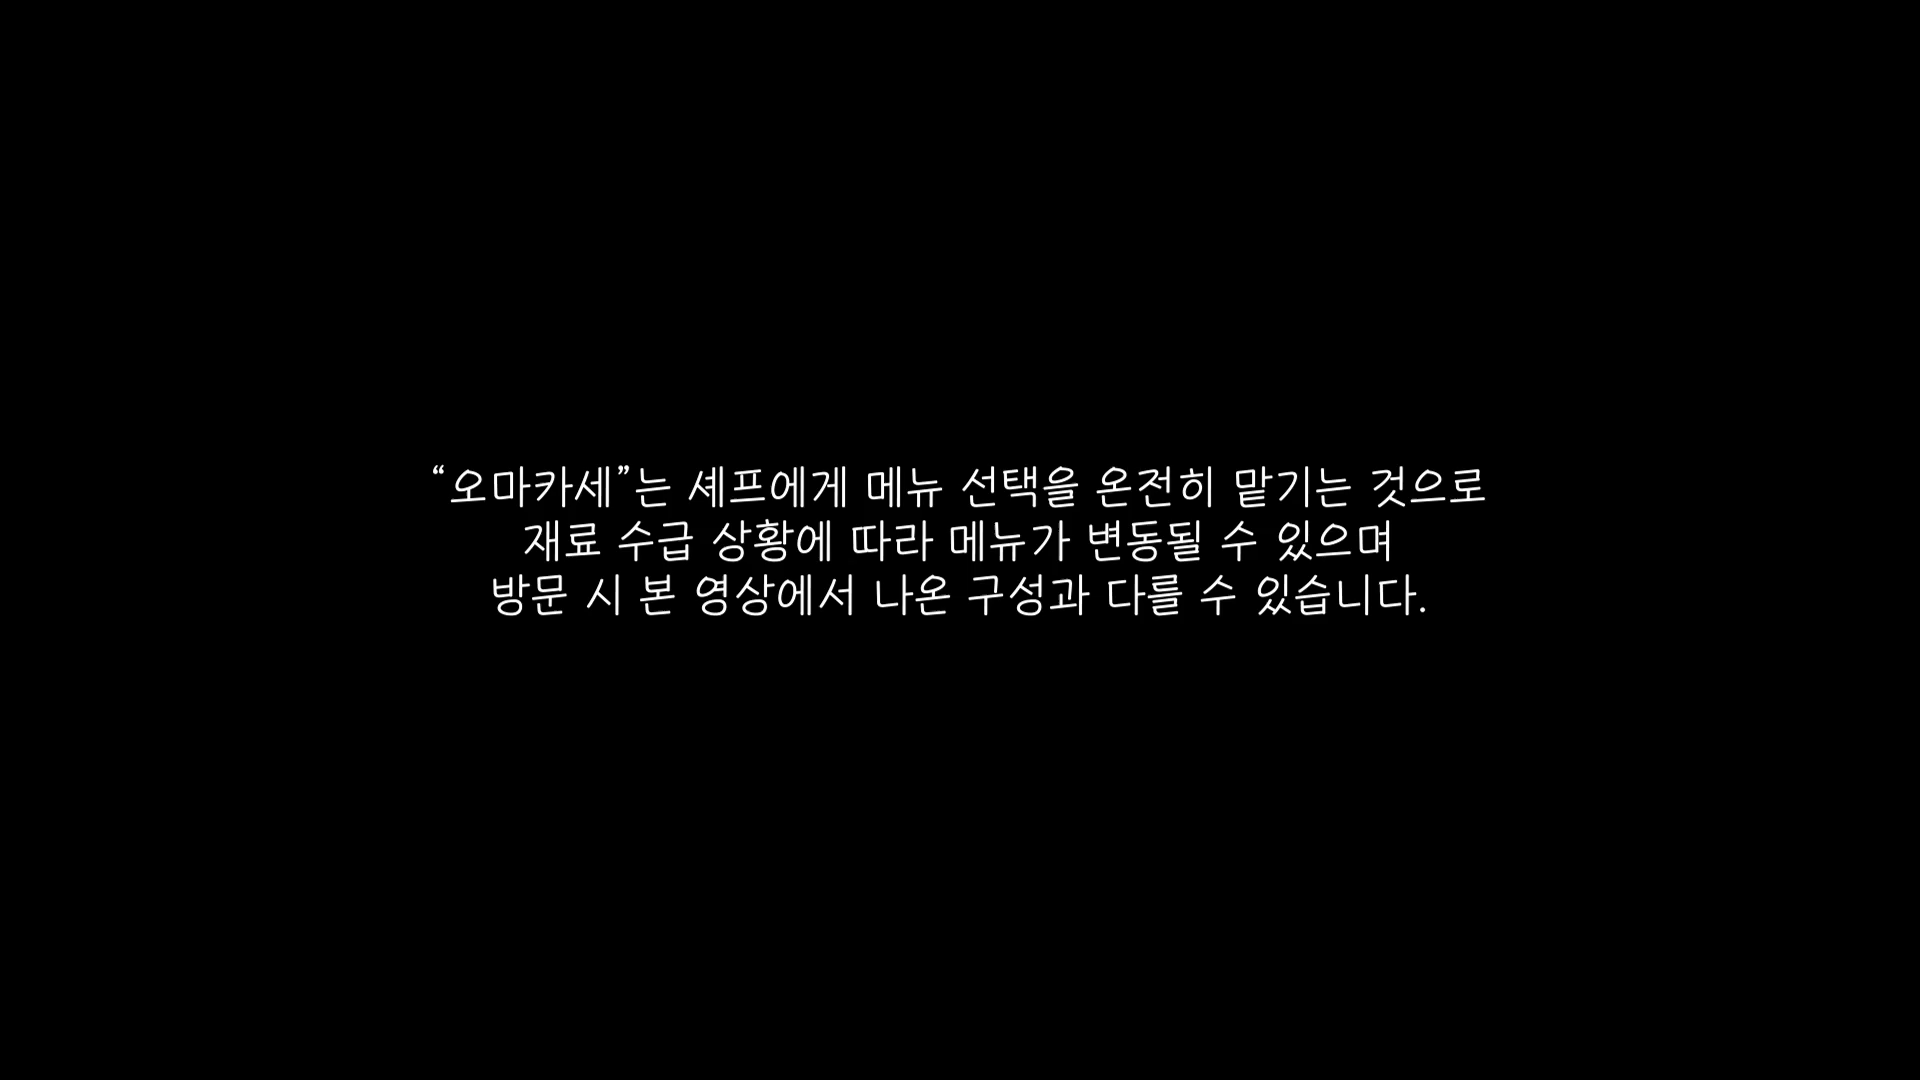 “오마카세”는 셰프에게 메뉴 선택을 온전히 맡기는 것으로
재료 수급 상황에 따라 메뉴가 변동될 수 있으며
방문 시 본 영상에서 나온 구성과 다를 수 있습니다.